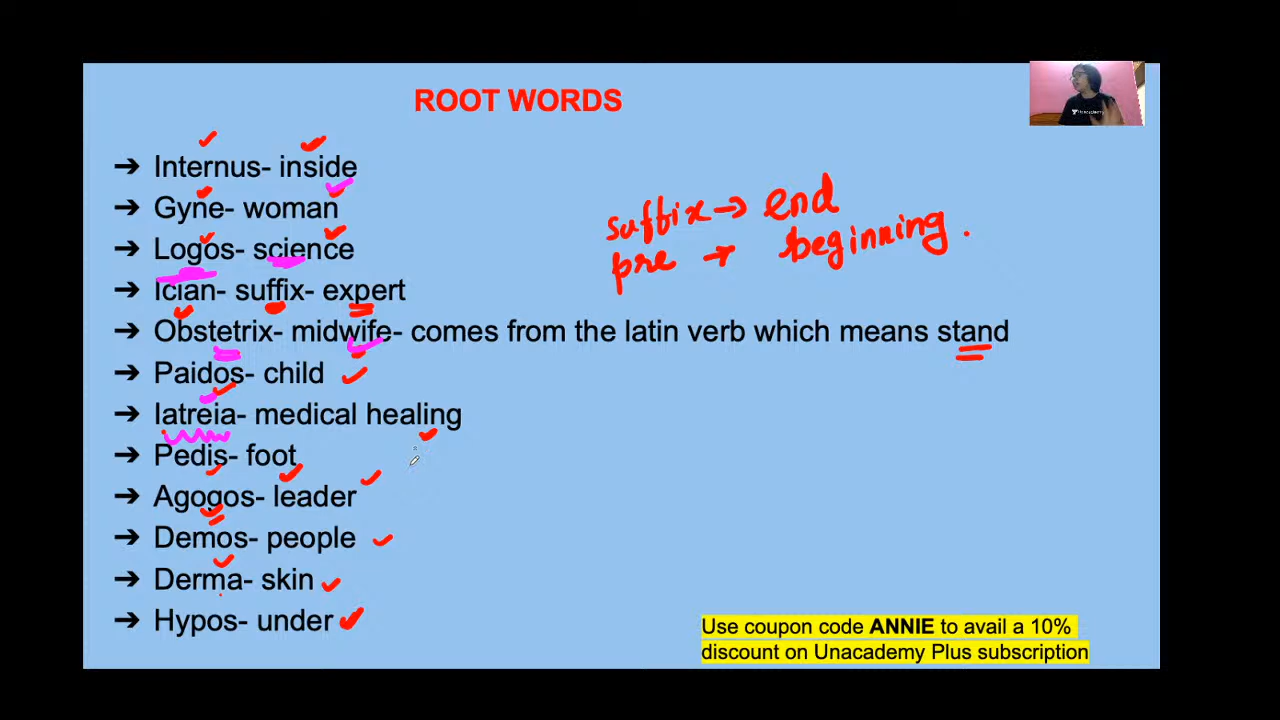 ROOT WORDS
➔ Internus- inside
➔ Gyne- woman
➔ Logos- science
➔ Ician- suffix- expert
➔ Obstetrix- midwife- comes from the latin verb which means stand
➔ Paidos- child
➔ Iatreia- medical healing
➔ Pedis- foot
➔ Agogos- leader
➔ Demos- people
➔ Derma- skin
➔ Hypos- under
suffix → end
pre → beginning.
Use coupon code ANNIE to avail a 10%
discount on Unacademy Plus subscription